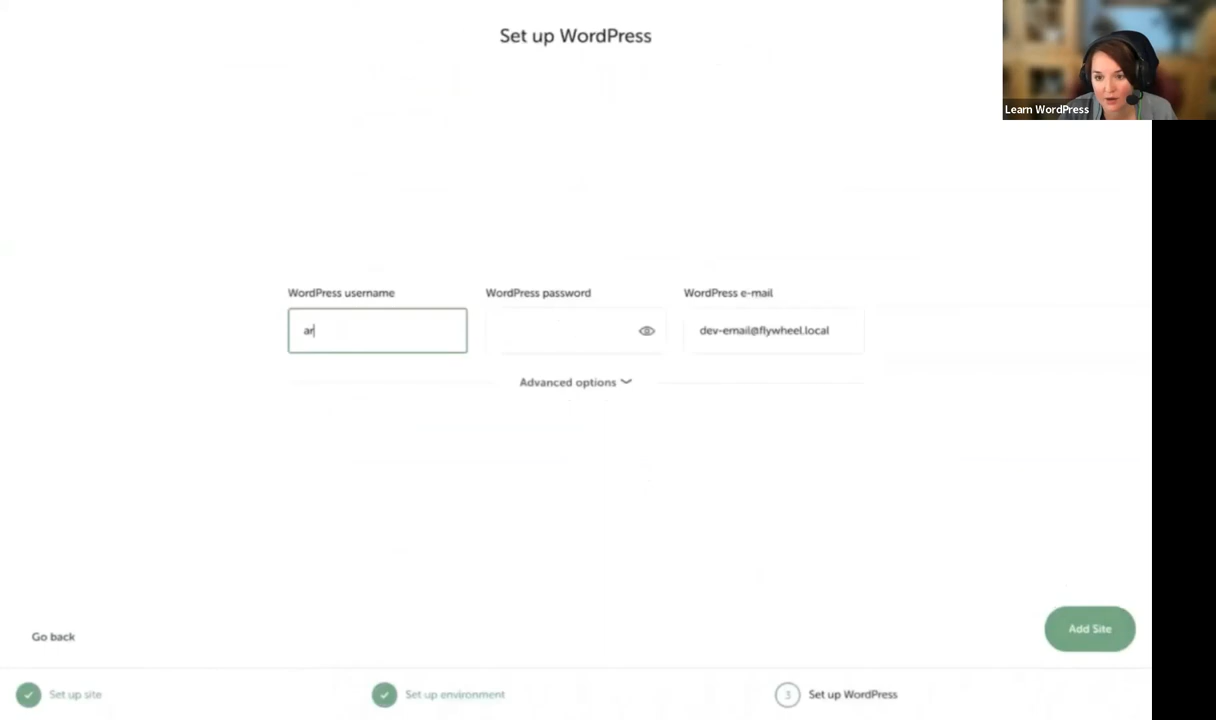 Set up WordPress
Learn WordPress
WordPress username
WordPress password
WordPress e-mail
ar
dev-email@flywheel.local
Advanced options
Go back
Add Site
Set up site
Set up environment
3 Set up WordPress